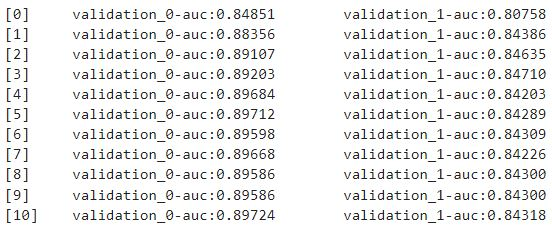 [0] validation_0-auc:0.84851 validation_1-auc:0.80758
[1] validation_0-auc:0.88356 validation_1-auc:0.84386
[2] validation_0-auc:0.89107 validation_1-auc:0.84635
[3] validation_0-auc:0.89203 validation_1-auc:0.84710
[4] validation_0-auc:0.89684 validation_1-auc:0.84203
[5] validation_0-auc:0.89712 validation_1-auc:0.84289
[6] validation_0-auc:0.89598 validation_1-auc:0.84309
[7] validation_0-auc:0.89668 validation_1-auc:0.84226
[8] validation_0-auc:0.89586 validation_1-auc:0.84300
[9] validation_0-auc:0.89586 validation_1-auc:0.84300
[10] validation_0-auc:0.89724 validation_1-auc:0.84318